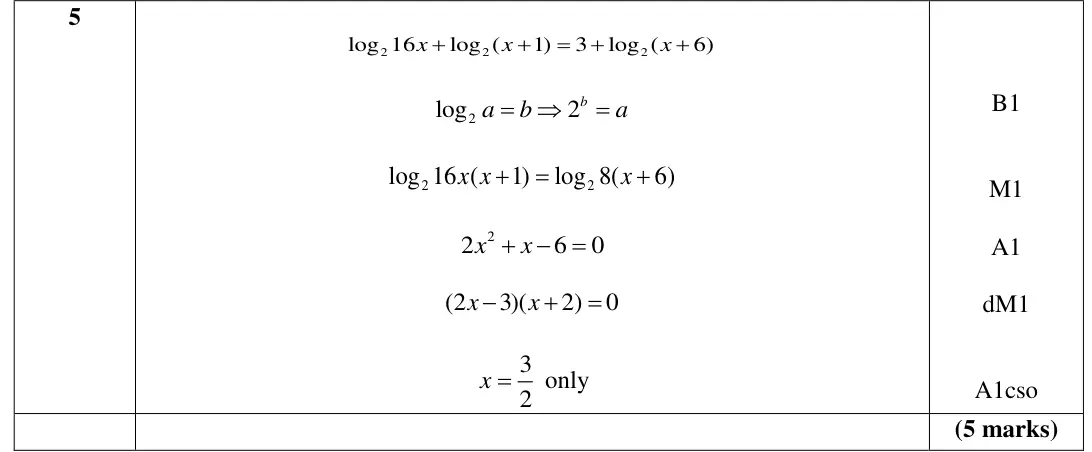 5
log₂ 16x + log₂ (x + 1) = 3 + log₂ (x + 6)
log₂ a = b ⇒ 2ᵇ = a B1
log₂ 16x(x + 1) = log₂ 8(x + 6) M1
2x² + x − 6 = 0 A1
(2x − 3)(x + 2) = 0 dM1
x = 3/2 only A1cso
(5 marks)